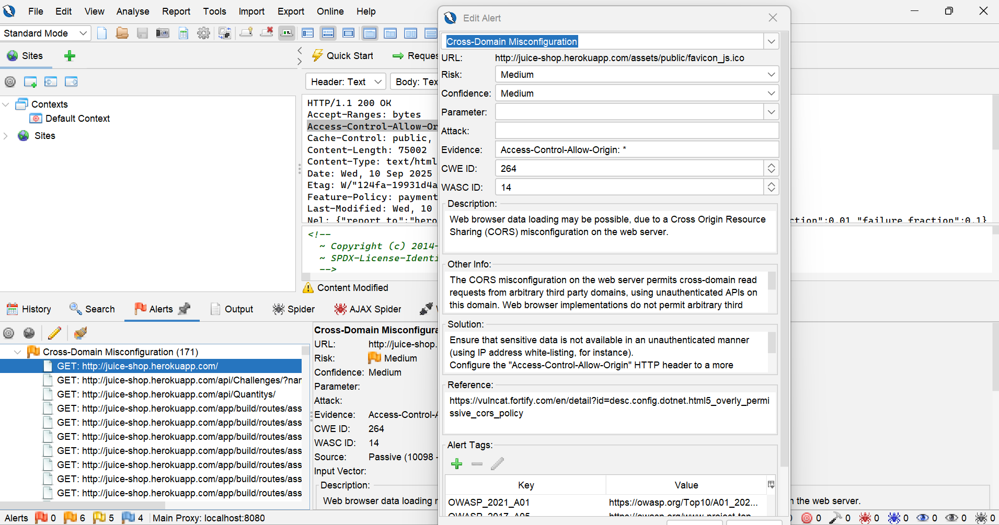 File Edit View Analyse Report Tools Import Export Online Help
Standard Mode
Sites
Quick Start
Header: Text
Contexts
Default Context
Sites
HTTP/1.1 200 OK
Accept-Ranges: bytes
Cache-Control: public,
Content-Length: 75002
Content-Type: text/html
Date: Wed, 10 Sep 2025
Etag: W/"124fa-19931d4a
Feature-Policy: payment
Last-Modified: Wed, 10
<!--
~ Copyright (c) 2014-
~ SPDX-License-Identi
-->
Content Modified
History Search Alerts Output Spider AJAX Spider
Cross-Domain Misconfiguration (171)
GET: http://juice-shop.herokuapp.com/
GET: http://juice-shop.herokuapp.com/api/Challenges/?nar
GET: http://juice-shop.herokuapp.com/api/Quantitys/
GET: http://juice-shop.herokuapp.com/app/build/routes/ass
GET: http://juice-shop.herokuapp.com/app/build/routes/ass
GET: http://juice-shop.herokuapp.com/app/build/routes/ass
GET: http://juice-shop.herokuapp.com/app/build/routes/ass
GET: http://juice-shop.herokuapp.com/app/build/routes/ass
GET: http://juice-shop.herokuapp.com/app/build/routes/ass
GET: http://juice-shop.herokuapp.com/app/build/routes/ass
Cross-Domain Misconfigura
URL: http://juice-shop.
Risk: Medium
Confidence: Medium
Parameter:
Attack:
Evidence: Access-Control-A
CWE ID: 264
WASC ID: 14
Source: Passive (10098 -
Input Vector:
Description:
Web browser data loading
Edit Alert
Cross-Domain Misconfiguration
URL: http://juice-shop.herokuapp.com/assets/public/favicon_js.ico
Risk: Medium
Confidence: Medium
Parameter:
Attack:
Evidence: Access-Control-Allow-Origin: *
CWE ID: 264
WASC ID: 14
Description:
Web browser data loading may be possible, due to a Cross Origin Resource
Sharing (CORS) misconfiguration on the web server.
Other Info:
The CORS misconfiguration on the web server permits cross-domain read
requests from arbitrary third party domains, using unauthenticated APIs on
this domain. Web browser implementations do not permit arbitrary third
Solution:
Ensure that sensitive data is not available in an unauthenticated manner
(using IP address white-listing, for instance).
Configure the "Access-Control-Allow-Origin" HTTP header to a more
Reference:
https://vulncat.fortify.com/en/detail?id=desc.config.dotnet.html5_overly_permi
ssive_cors_policy
Alert Tags:
Key Value
OWASP_2021_A01 https://owasp.org/Top10/A01_202...
tion":0.01 "failure_fraction":0.1}
the web server.
Alerts 0 6 5 4 Main Proxy: localhost:8080
0 0 0 0 0 0 0